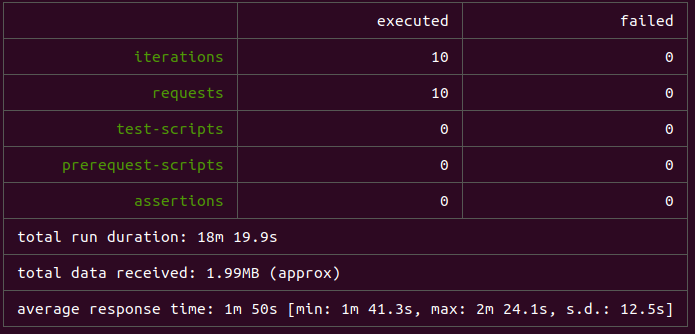 executed failed
iterations 10 0
requests 10 0
test-scripts 0 0
prerequest-scripts 0 0
assertions 0 0
total run duration: 18m 19.9s
total data received: 1.99MB (approx)
average response time: 1m 50s [min: 1m 41.3s, max: 2m 24.1s, s.d.: 12.5s]